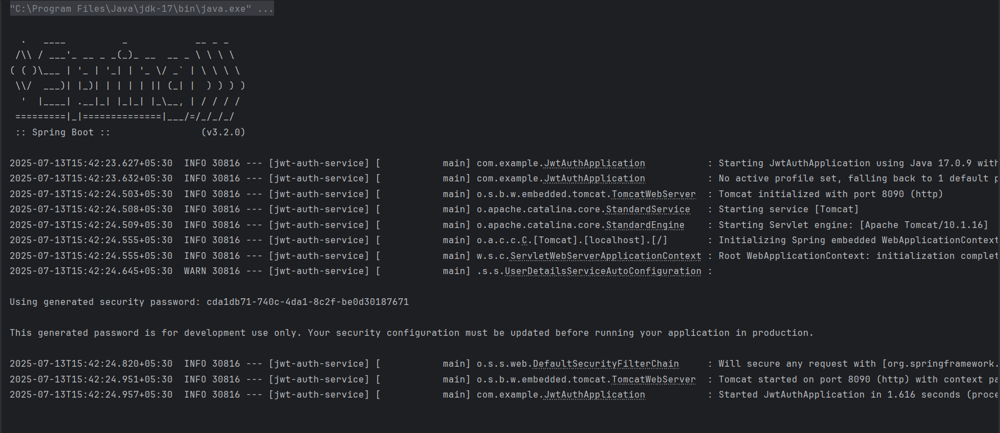 "C:\Program Files\Java\jdk-17\bin\java.exe" ...
  .   ____          _            __ _ _
 /\\ / ___'_ __ _ _(_)_ __  __ _ \ \ \ \
( ( )\___ | '_ | '_| | '_ \/ _` | \ \ \ \
 \\/  ___)| |_)| | | | | || (_| |  ) ) ) )
  '  |____| .__|_| |_|_| |_\__, | / / / /
 =========|_|==============|___/=/_/_/_/
 :: Spring Boot ::                (v3.2.0)
2025-07-13T15:42:23.627+05:30  INFO 30816 --- [jwt-auth-service] [           main] com.example.JwtAuthApplication           : Starting JwtAuthApplication using Java 17.0.9 with
2025-07-13T15:42:23.632+05:30  INFO 30816 --- [jwt-auth-service] [           main] com.example.JwtAuthApplication           : No active profile set, falling back to 1 default p
2025-07-13T15:42:24.503+05:30  INFO 30816 --- [jwt-auth-service] [           main] o.s.b.w.embedded.tomcat.TomcatWebServer  : Tomcat initialized with port 8090 (http)
2025-07-13T15:42:24.508+05:30  INFO 30816 --- [jwt-auth-service] [           main] o.apache.catalina.core.StandardService   : Starting service [Tomcat]
2025-07-13T15:42:24.509+05:30  INFO 30816 --- [jwt-auth-service] [           main] o.apache.catalina.core.StandardEngine    : Starting Servlet engine: [Apache Tomcat/10.1.16]
2025-07-13T15:42:24.555+05:30  INFO 30816 --- [jwt-auth-service] [           main] o.a.c.c.C.[Tomcat].[localhost].[/]       : Initializing Spring embedded WebApplicationContext
2025-07-13T15:42:24.555+05:30  INFO 30816 --- [jwt-auth-service] [           main] w.s.c.ServletWebServerApplicationContext : Root WebApplicationContext: initialization complet
2025-07-13T15:42:24.645+05:30  WARN 30816 --- [jwt-auth-service] [           main] .s.s.UserDetailsServiceAutoConfiguration :
Using generated security password: cda1db71-740c-4da1-8c2f-be0d30187671
This generated password is for development use only. Your security configuration must be updated before running your application in production.
2025-07-13T15:42:24.820+05:30  INFO 30816 --- [jwt-auth-service] [           main] o.s.s.web.DefaultSecurityFilterChain     : Will secure any request with [org.springframework.
2025-07-13T15:42:24.951+05:30  INFO 30816 --- [jwt-auth-service] [           main] o.s.b.w.embedded.tomcat.TomcatWebServer  : Tomcat started on port 8090 (http) with context pa
2025-07-13T15:42:24.957+05:30  INFO 30816 --- [jwt-auth-service] [           main] com.example.JwtAuthApplication           : Started JwtAuthApplication in 1.616 seconds (proce